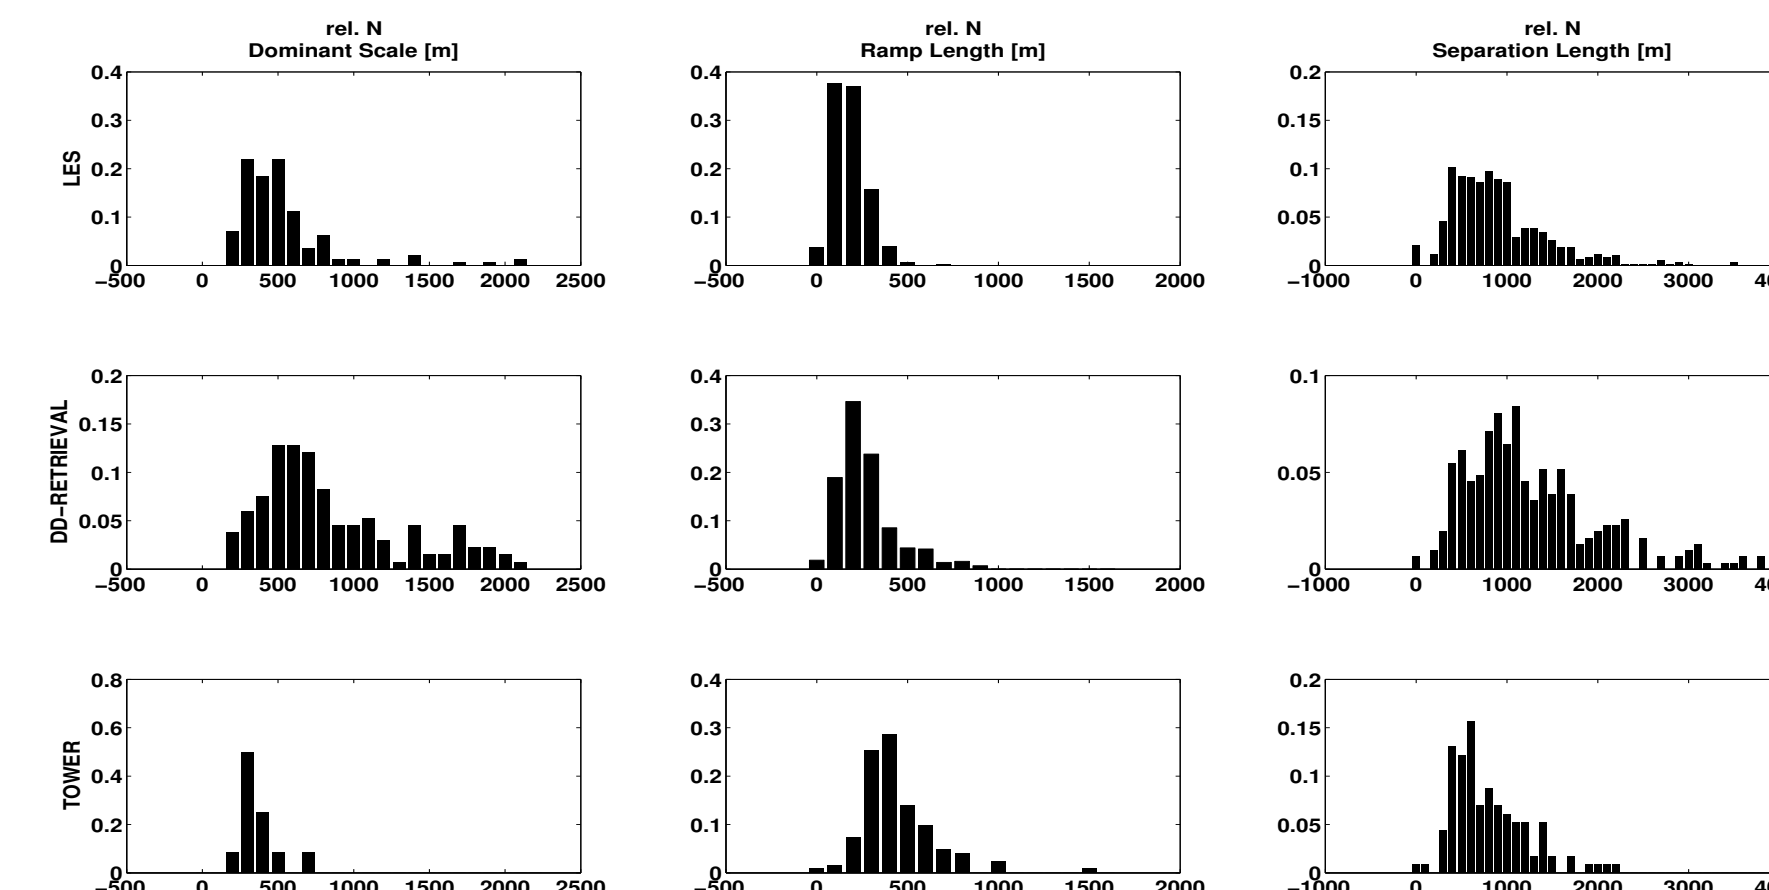 rel. N rel. N rel. N
Dominant Scale [m] Ramp Length [m] Separation Length [m]
0.4 0.4 0.2
0.3 0.3 0.15
LES 0.2 0.2 0.1
0.1 0.1 0.05
0 0 0
−500 0 500 1000 1500 2000 2500 −500 0 500 1000 1500 2000 −1000 0 1000 2000 3000
0.2 0.4 0.1
0.15 0.3
DD−RETRIEVAL 0.1 0.2 0.05
0.05 0.1
0 0 0
−500 0 500 1000 1500 2000 2500 −500 0 500 1000 1500 2000 −1000 0 1000 2000 3000
0.8 0.4 0.2
0.6 0.3 0.15
TOWER 0.4 0.2 0.1
0.2 0.1 0.05
0 0 0
−500 0 500 1000 1500 2000 2500 −500 0 500 1000 1500 2000 −1000 0 1000 2000 3000